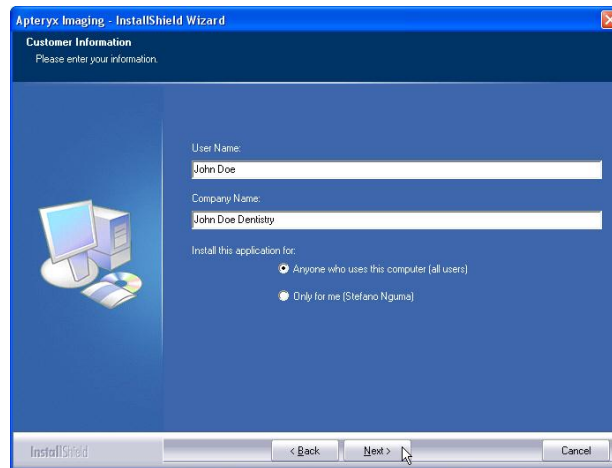 Apteryx Imaging - InstallShield Wizard
Customer Information
Please enter your information.
User Name:
John Doe
Company Name:
John Doe Dentistry
Install this application for:
Anyone who uses this computer (all users)
Only for me (Stefano Nguma)
InstallShield
< Back
Next >
Cancel